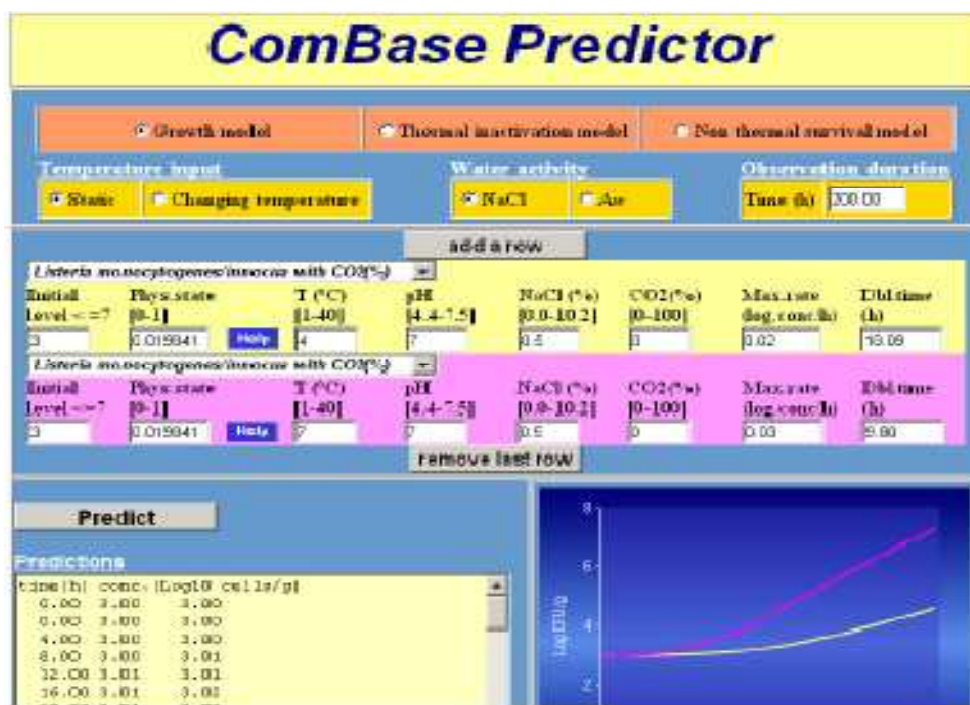 ComBase Predictor
Growth model Thermal inactivation model Non thermal survival model
Temperature input Water activity Observation duration
Static Changing temperature NaCl Aw Time (h) 200.00
add a row
Listeria monocytogenes/innocua with CO2(%)
Initial Phys.state T (°C) pH NaCl (%) CO2 (%) Max.rate Dbl.time
level <=7 [0-1] [1-40] [4.4-7.5] [0.0-10.2] [0-100] (log.conc/h) (h)
3 0.015841 Help 4 7 0.5 0 0.02
Listeria monocytogenes/innocua with CO2(%)
Initial Phys.state T (°C) pH NaCl (%) CO2 (%) Max.rate Dbl.time
level <=7 [0-1] [1-40] [4.4-7.5] [0.0-10.2] [0-100] (log.conc/h) (h)
3 0.015841 Help 7 7 0.5 0 0.03
remove last row
Predict
Predictions
time(h) conc. (Log10 cells/g)
0.00 3.00 3.00
0.00 3.00 3.00
4.00 3.00 3.00
8.00 3.00 3.01
12.00 3.01 3.01
16.00 3.01
8
6
4
2